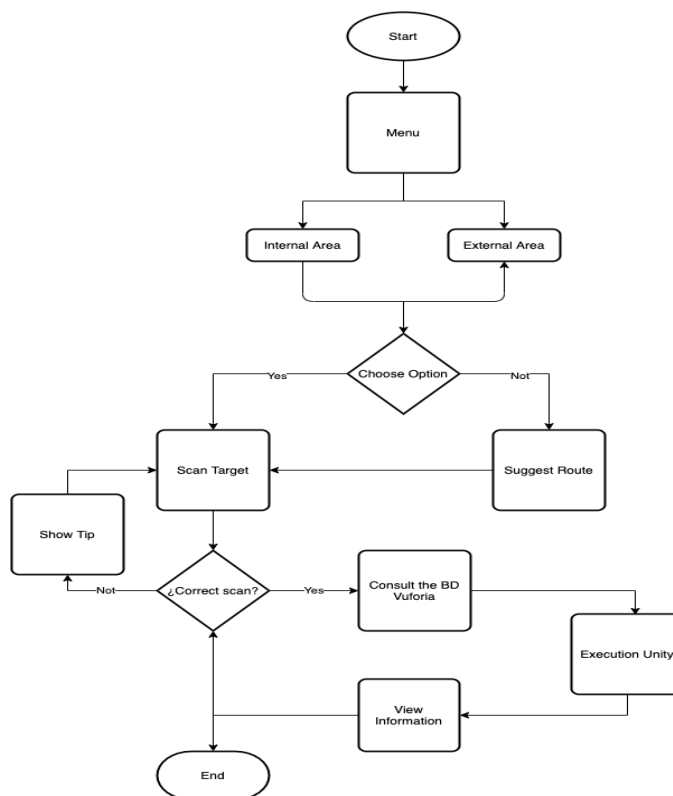 Start
Menu
Internal Area
External Area
Choose Option
Yes
Not
Scan Target
Suggest Route
Show Tip
¿Correct scan?
Not
Yes
Consult the BD
Vuforia
Execution Unity
View
Information
End